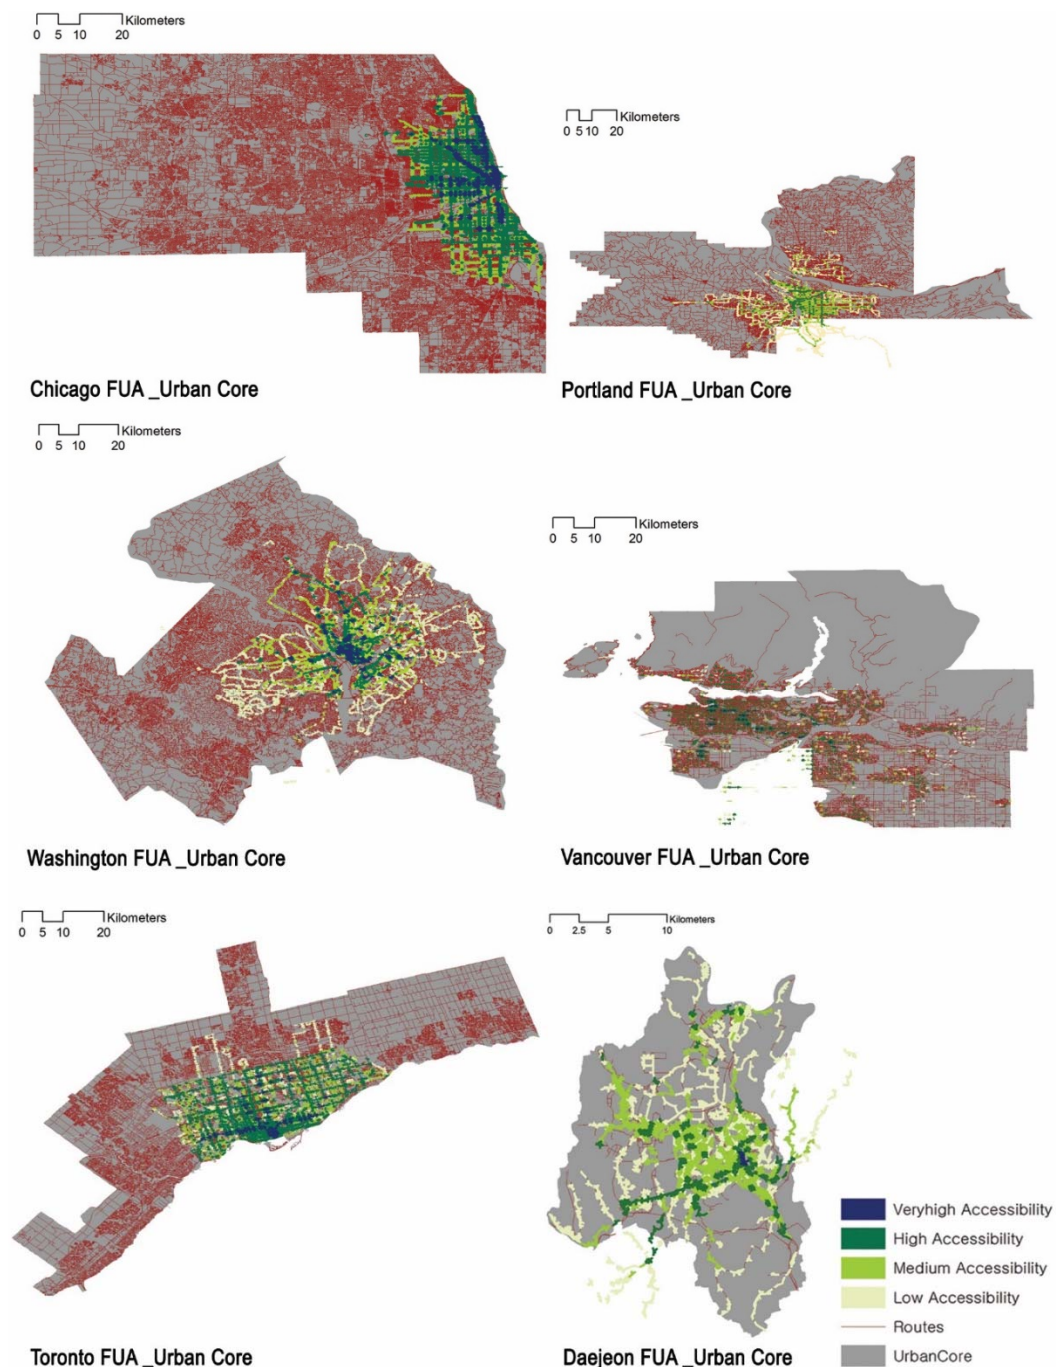 Kilometers
0 5 10 20
Kilometers
0 5 10 20
Chicago FUA _Urban Core
Portland FUA _Urban Core
Kilometers
0 5 10 20
Kilometers
0 5 10 20
Washington FUA _Urban Core
Vancouver FUA _Urban Core
Kilometers
0 5 10 20
Kilometers
0 2.5 5 10
Veryhigh Accessibility
High Accessibility
Medium Accessibility
Low Accessibility
Routes
UrbanCore
Toronto FUA _Urban Core
Daejeon FUA _Urban Core